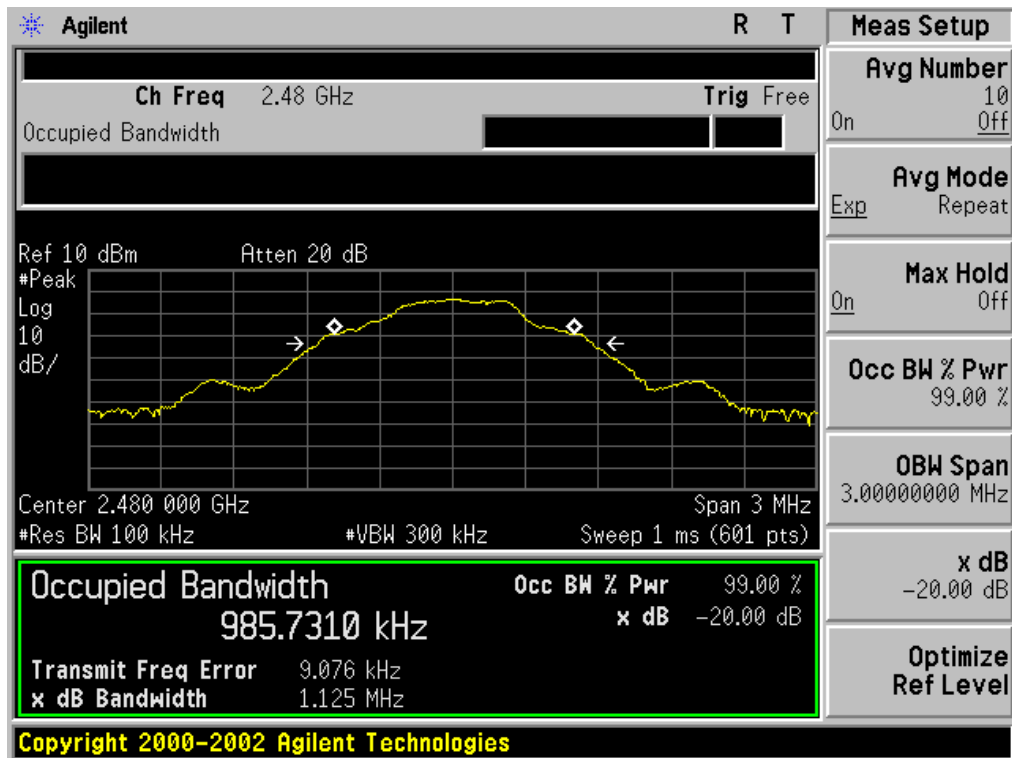 Agilent R T
Ch Freq 2.48 GHz Trig Free
Occupied Bandwidth
Ref 10 dBm Atten 20 dB
#Peak
Log
10
dB/
Center 2.480 000 GHz Span 3 MHz
#Res BW 100 kHz #VBW 300 kHz Sweep 1 ms (601 pts)
Occupied Bandwidth Occ BW % Pwr 99.00 %
985.7310 kHz x dB -20.00 dB
Transmit Freq Error 9.076 kHz
x dB Bandwidth 1.125 MHz
Copyright 2000-2002 Agilent Technologies
Meas Setup
Avg Number
10
On Off
Avg Mode
Exp Repeat
Max Hold
On Off
Occ BW % Pwr
99.00 %
OBW Span
3.00000000 MHz
x dB
-20.00 dB
Optimize
Ref Level